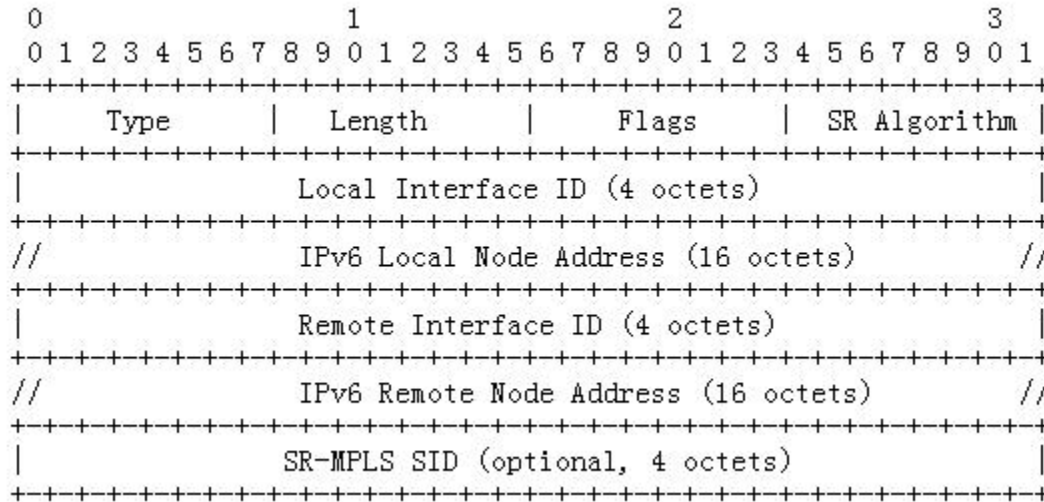 0                   1                   2                   3
 0 1 2 3 4 5 6 7 8 9 0 1 2 3 4 5 6 7 8 9 0 1 2 3 4 5 6 7 8 9 0 1
+-+-+-+-+-+-+-+-+-+-+-+-+-+-+-+-+-+-+-+-+-+-+-+-+-+-+-+-+-+-+-+-+
|     Type      |   Length      |     Flags     |  SR Algorithm |
+-+-+-+-+-+-+-+-+-+-+-+-+-+-+-+-+-+-+-+-+-+-+-+-+-+-+-+-+-+-+-+-+
|                 Local Interface ID (4 octets)                 |
+-+-+-+-+-+-+-+-+-+-+-+-+-+-+-+-+-+-+-+-+-+-+-+-+-+-+-+-+-+-+-+-+
//                IPv6 Local Node Address (16 octets)          //
+-+-+-+-+-+-+-+-+-+-+-+-+-+-+-+-+-+-+-+-+-+-+-+-+-+-+-+-+-+-+-+-+
|                 Remote Interface ID (4 octets)                |
+-+-+-+-+-+-+-+-+-+-+-+-+-+-+-+-+-+-+-+-+-+-+-+-+-+-+-+-+-+-+-+-+
//                IPv6 Remote Node Address (16 octets)         //
+-+-+-+-+-+-+-+-+-+-+-+-+-+-+-+-+-+-+-+-+-+-+-+-+-+-+-+-+-+-+-+-+
|                SR-MPLS SID (optional, 4 octets)               |
+-+-+-+-+-+-+-+-+-+-+-+-+-+-+-+-+-+-+-+-+-+-+-+-+-+-+-+-+-+-+-+-+